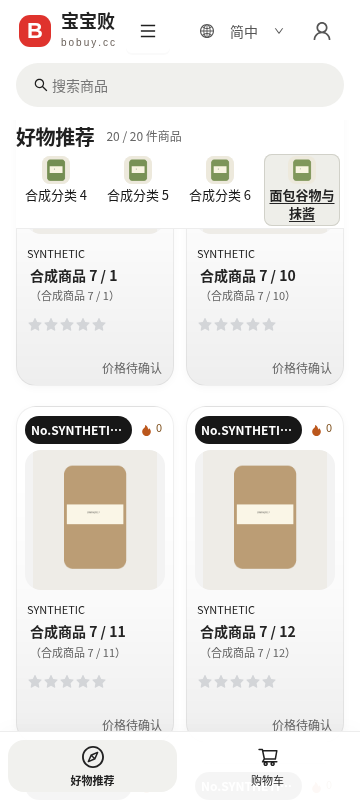 B 宝宝败
bobuy.cc
简中
搜索商品
好物推荐 20 / 20 件商品
合成分类 4 合成分类 5 合成分类 6 面包谷物与
抹酱
SYNTHETIC SYNTHETIC
合成商品 7 / 1 合成商品 7 / 10
（合成商品 7 / 1） （合成商品 7 / 10）
价格待确认 价格待确认
No.SYNTHETI… 0 No.SYNTHETI… 0
SYNTHETIC SYNTHETIC
合成商品 7 / 11 合成商品 7 / 12
（合成商品 7 / 11） （合成商品 7 / 12）
价格待确认 价格待确认
好物推荐 购物车